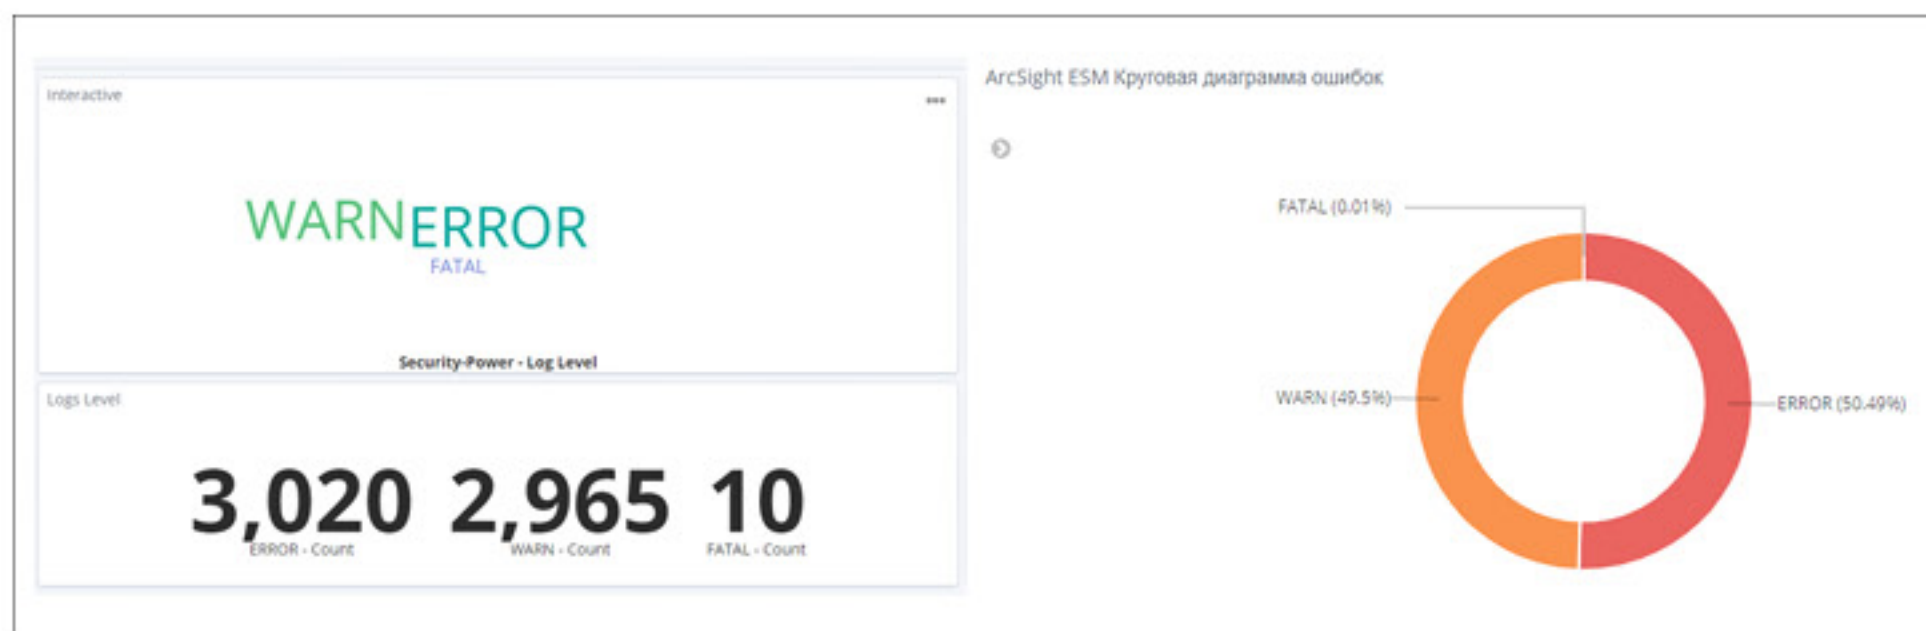 Interactive
WARN ERROR
FATAL
Security-Power - Log Level
Logs Level
3,020 2,965 10
ERROR - Count WARN - Count FATAL - Count
ArcSight ESM Круговая диаграмма ошибок
FATAL (0.01%)
WARN (49.5%)
ERROR (50.49%)